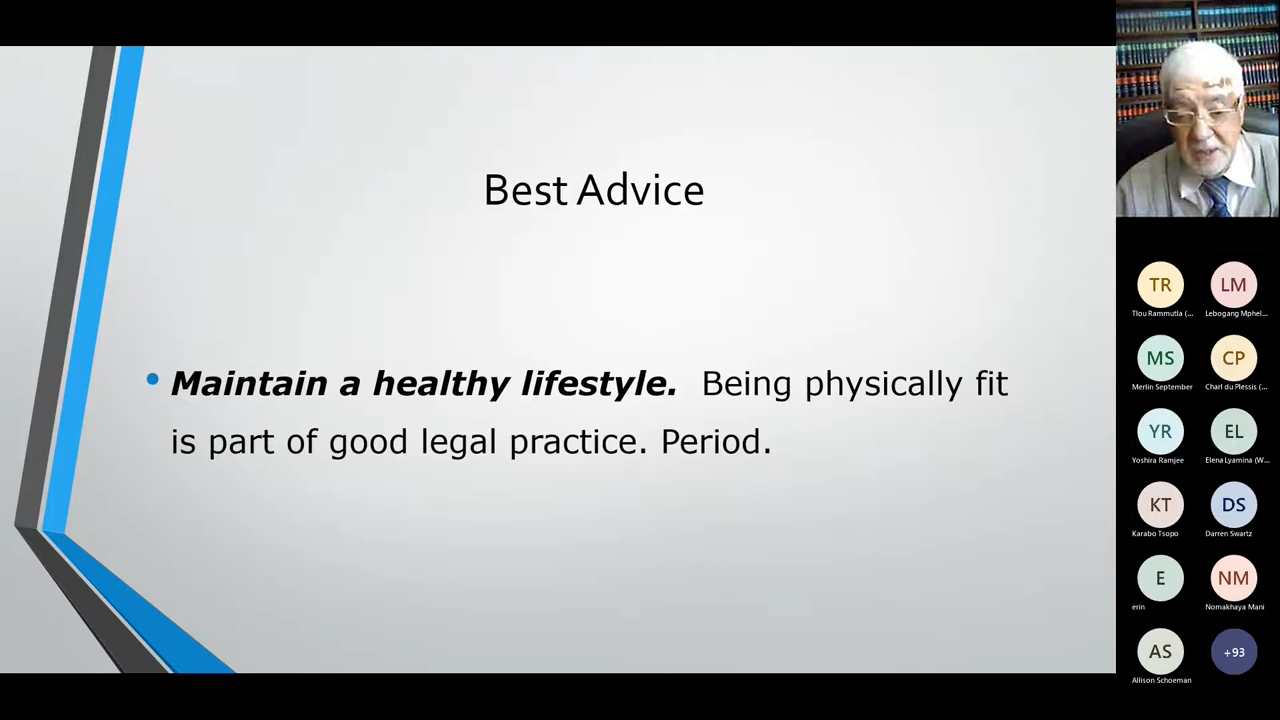 Best Advice
• Maintain a healthy lifestyle. Being physically fit
is part of good legal practice. Period.
TR
LM
Tlou Rammutla (...
Lebogang Mphel...
MS
CP
Merlin September
Charl du Plessis (...
YR
EL
Yoshira Ramjee
Elena Lyamina (W...
KT
DS
Karabo Tsopo
Darren Swartz
E
NM
erin
Nomakhaya Mani
AS
+93
Allison Schoeman